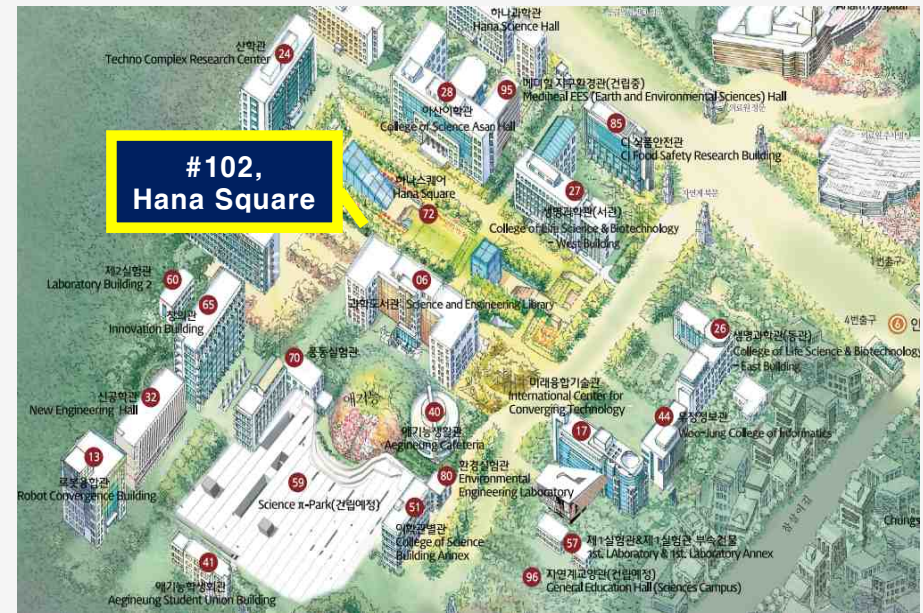 하나과학관
Hana Science Hall
산학관
Techno Complex Research Center
24
28
아산이학관
College of Science Asan Hall
95
메디힐 지구환경관(건립중)
Mediheal EES (Earth and Environmental Sciences) Hall
85
CJ 식품안전관
CJ Food Safety Research Building
#102,
Hana Square
하나스퀘어
Hana Square
72
27
생명과학관(서관)
College of Life Science & Biotechnology
- West Building
제2실험관
Laboratory Building 2
60
65
창의관
Innovation Building
06
과학도서관 Science and Engineering Library
1번출구
4번출구
6
26
생명과학관(동관)
College of Life Science & Biotechnology
- East Building
70
풍동실험관
애기능
미래융합기술관
International Center for
Converging Technology
신공학관
New Engineering Hall
32
40
애기능생활관
Aegineung Cafeteria
17
44
우정정보관
Woo-Jung College of Informatics
13
로봇융합관
Robot Convergence Building
59
Science π-Park(건립예정)
80
환경실험관
Environmental
Engineering Laboratory
51
이학관별관
College of Science
Building Annex
57
제1실험관&제1실험관 부속건물
1st. LAboratory & 1st. Laboratory Annex
41
애기능학생회관
Aegineung Student Union Building
96
자연계교양관(건립예정)
General Education Hall (Sciences Campus)